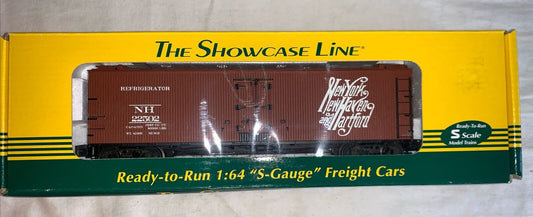 THE SHOWCASE LINE®
REFRIGERATOR
NH
22502
New York
New Haven
and Hartford
Ready-to-Run
S Scale
Model Trains
Ready-to-Run 1:64 "S-Gauge" Freight Cars